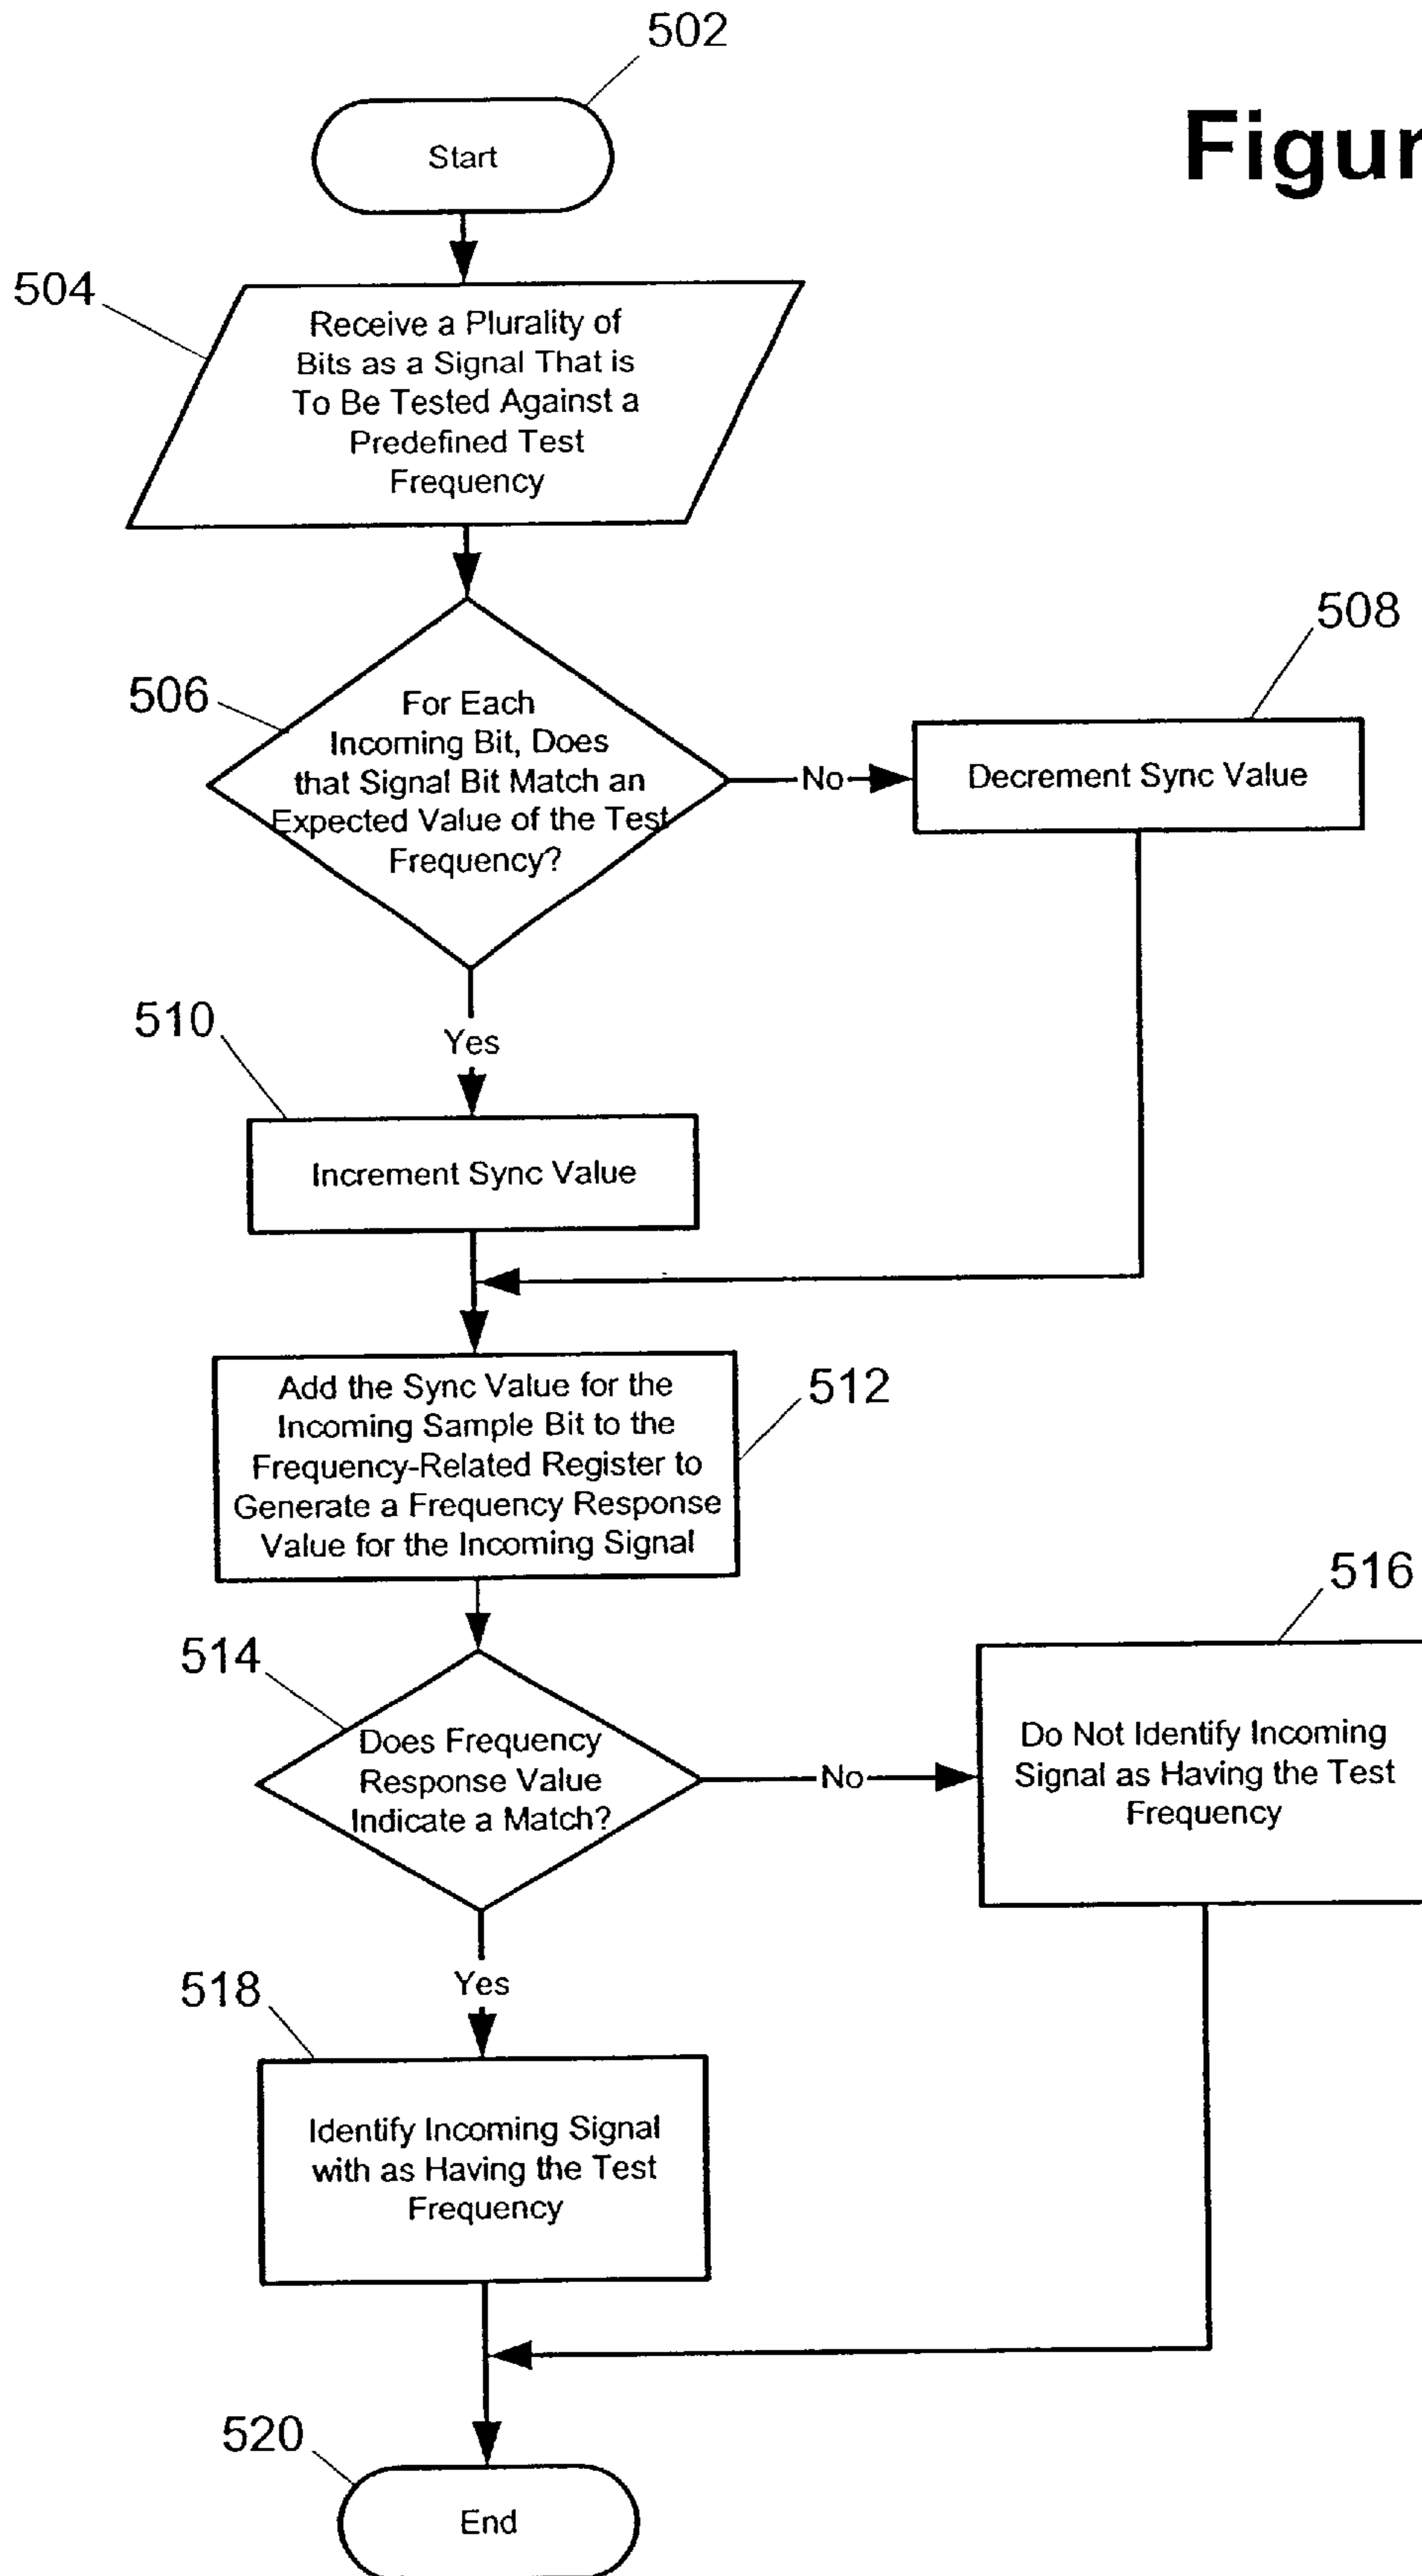 502
Figur
Start
504
Receive a Plurality of
Bits as a Signal That is
To Be Tested Against a
Predefined Test
Frequency
508
506
For Each
Incoming Bit, Does
that Signal Bit Match an
Expected Value of the Test
Frequency?
No
Decrement Sync Value
510
Yes
Increment Sync Value
Add the Sync Value for the
Incoming Sample Bit to the
Frequency-Related Register to
Generate a Frequency Response
Value for the Incoming Signal
512
516
514
Does Frequency
Response Value
Indicate a Match?
No
Do Not Identify Incoming
Signal as Having the Test
Frequency
518
Yes
Identify Incoming Signal
with as Having the Test
Frequency
520
End